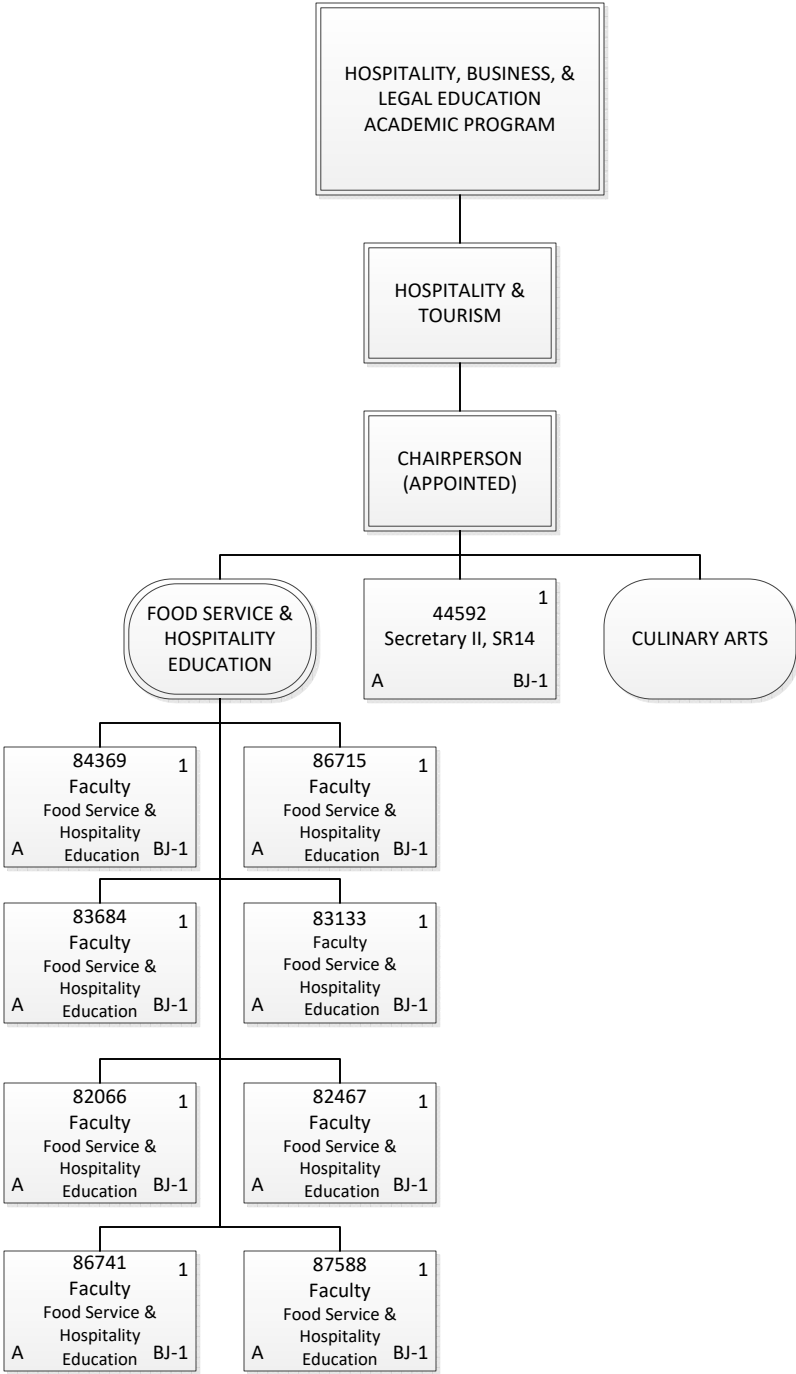 HOSPITALITY, BUSINESS, &
LEGAL EDUCATION
ACADEMIC PROGRAM
HOSPITALITY &
TOURISM
CHAIRPERSON
(APPOINTED)
FOOD SERVICE &
HOSPITALITY
EDUCATION
1
44592
Secretary II, SR14
A BJ-1
CULINARY ARTS
84369 1
Faculty
Food Service &
Hospitality
A Education BJ-1
86715 1
Faculty
Food Service &
Hospitality
A Education BJ-1
83684 1
Faculty
Food Service &
Hospitality
A Education BJ-1
83133 1
Faculty
Food Service &
Hospitality
A Education BJ-1
82066 1
Faculty
Food Service &
Hospitality
A Education BJ-1
82467 1
Faculty
Food Service &
Hospitality
A Education BJ-1
86741 1
Faculty
Food Service &
Hospitality
A Education BJ-1
87588 1
Faculty
Food Service &
Hospitality
A Education BJ-1